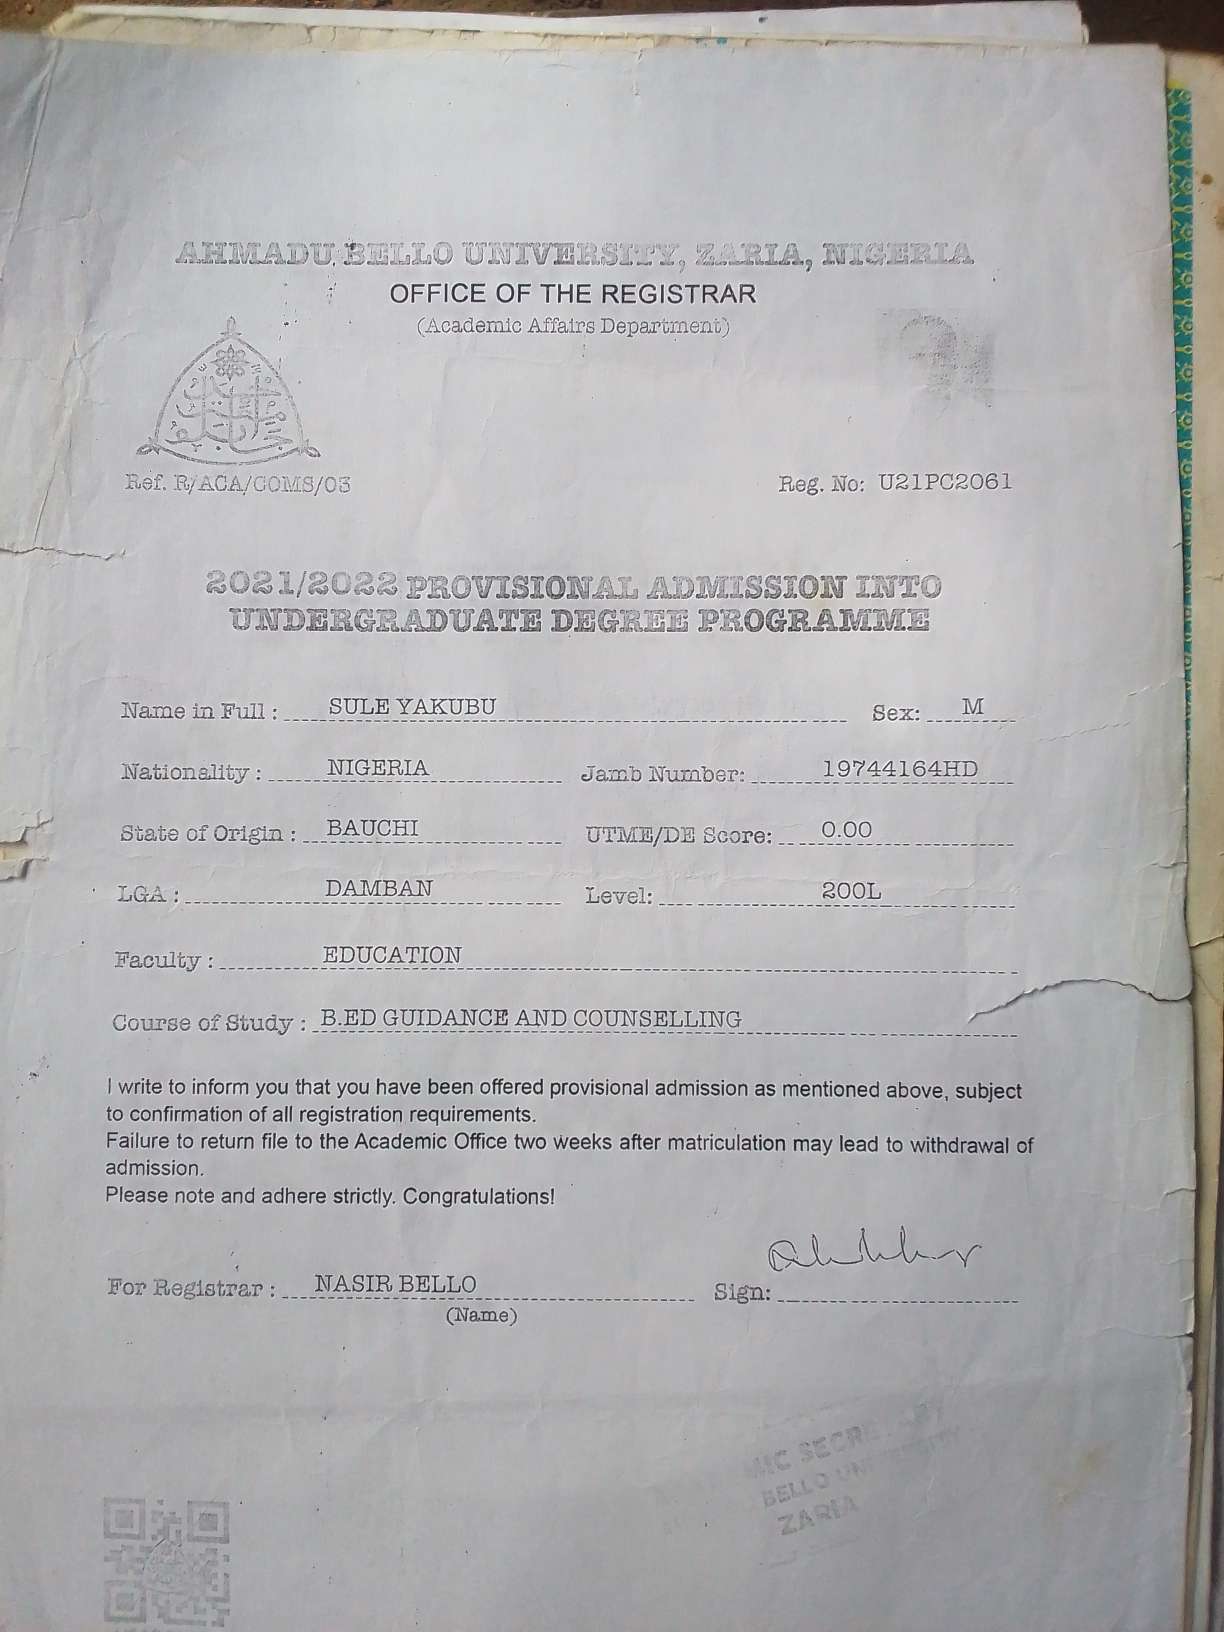 AHMADU BELLO UNIVERSITY, ZARIA, NIGERIA
OFFICE OF THE REGISTRAR
(Academic Affairs Department)
Ref. R/ACA/COMS/03 Reg. No: U21PC2061
2021/2022 PROVISIONAL ADMISSION INTO
UNDERGRADUATE DEGREE PROGRAMME
Name in Full : SULE YAKUBU Sex: M
Nationality : NIGERIA Jamb Number: 19744164HD
State of Origin : BAUCHI UTME/DE Score: 0.00
LGA : DAMBAN Level: 200L
Faculty : EDUCATION
Course of Study : B.ED GUIDANCE AND COUNSELLING
I write to inform you that you have been offered provisional admission as mentioned above, subject
to confirmation of all registration requirements.
Failure to return file to the Academic Office two weeks after matriculation may lead to withdrawal of
admission.
Please note and adhere strictly. Congratulations!
For Registrar : NASIR BELLO Sign:
(Name)
BELLO
ZARIA